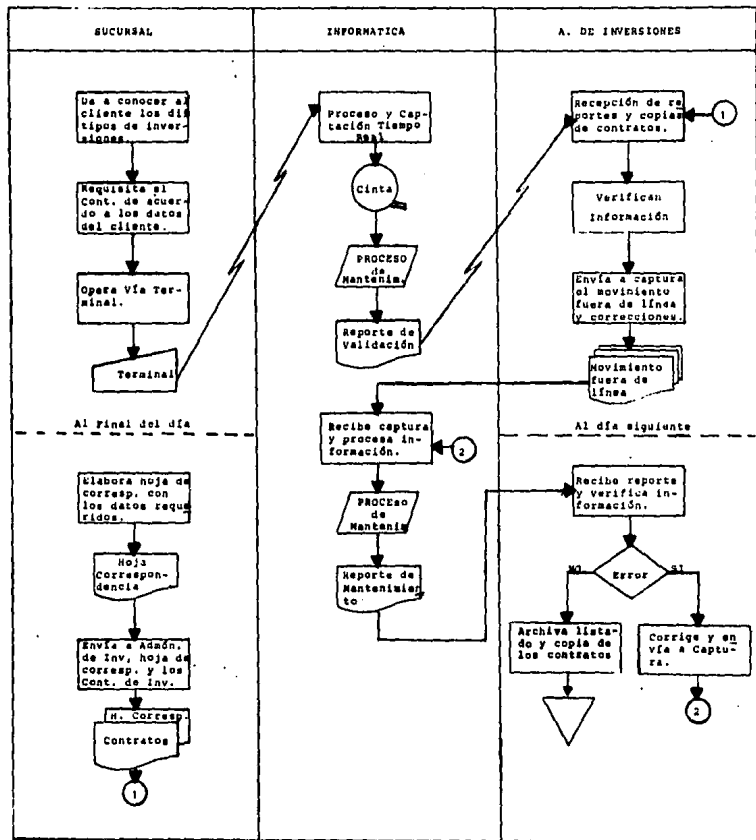 SUCURSAL
INFORMATICA
A. DE INVERSIONES
Da a conocer al
cliente los dif
tipos de inver-
siones.
Requisita el
Cont. de acuer-
do a los datos
del cliente.
Opera Vía Ter-
minal.
Terminal
Al Final del día
Elabora hoja de
corresp. con
los datos reque
ridos.
Hoja
Correspon-
dencia
Envía a Admón.
de Inv, hoja de
corresp. y los
Cont. de Inv.
H. Corresp.
Contratos
1
Proceso y Cap-
tación Tiempo
Real
Cinta
PROCESO
de
Mantenim.
Reporte de
Validación
Recibe captura
y procesa in-
formación.
2
PROCESO
de
Mantenim
Reporte de
Mantenimien
to
Recepción de re
portes y copias
de contratos.
1
Verifican
Información
Envía a captura
el movimiento
fuera de línea
y correcciones.
Movimiento
fuera de
línea
Al día siguiente
Recibe reporte
y verifica in-
formación.
Error
NO
SI
Archiva lista-
do y copia de
los contratos
Corrige y en
vía a Captu-
ra.
2